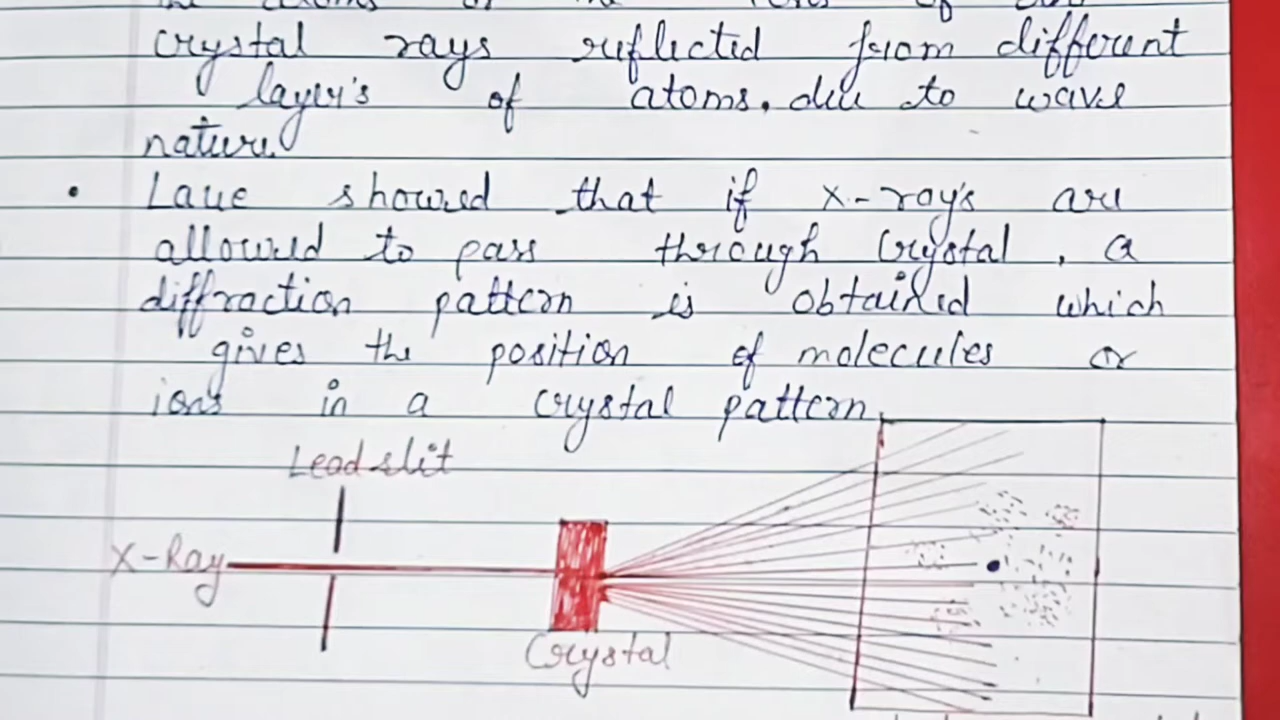 crystal rays reflected from different
layer's of atoms, due to wave
nature
• Laue showed that if x-ray's are
allowed to pass through crystal, a
diffraction pattern is obtained which
gives the position of molecules or
ions in a crystal pattern.
Lead slit
X-Ray
Crystal